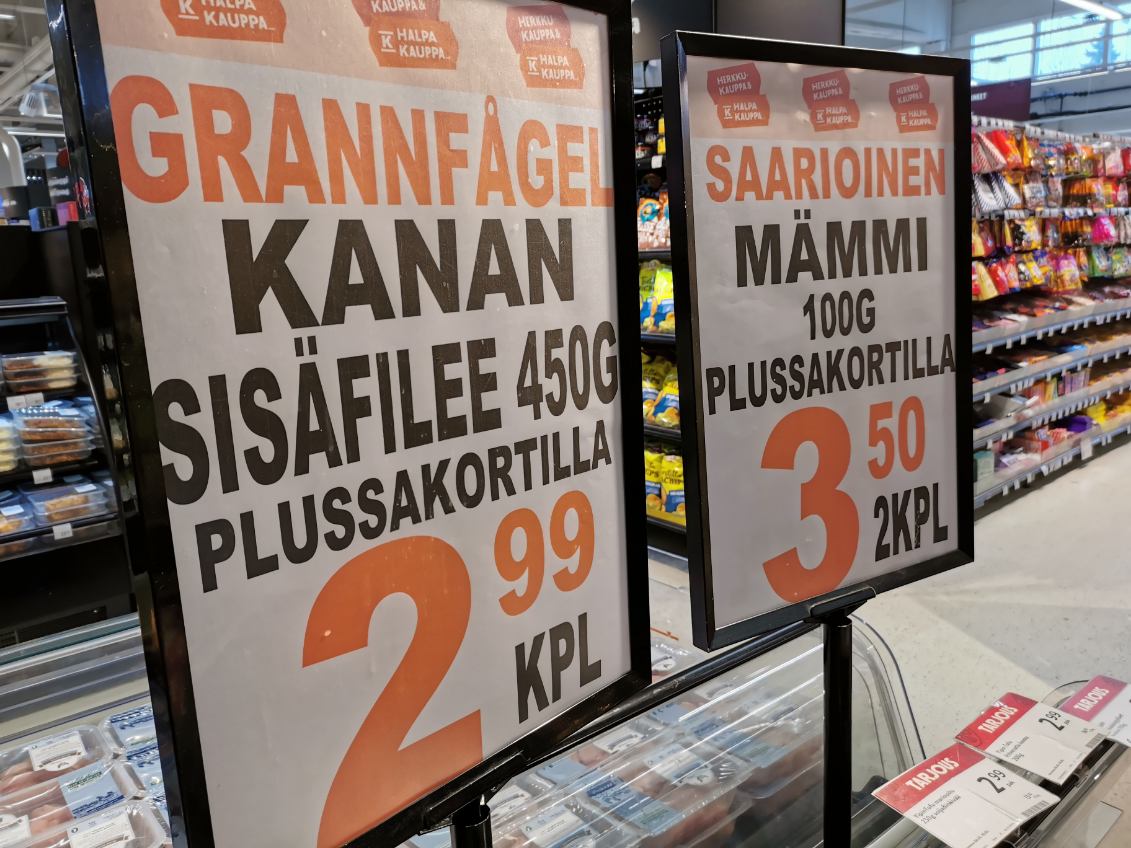 K HALPA
KAUPPA
KAUPPA &
K HALPA
KAUPPA
HERKKU-
KAUPPA &
K HALPA
KAUPPA
GRANNFÅGEL
KANAN
SISÄFILEE 450G
PLUSSAKORTILLA
2 99
KPL
HERKKU-
KAUPPA &
K HALPA
KAUPPA
HERKKU-
KAUPPA &
K HALPA
KAUPPA
HERKKU-
KAUPPA &
K HALPA
KAUPPA
SAARIOINEN
MÄMMI
100G
PLUSSAKORTILLA
3 50
2KPL
TARJOUS
2 99
TARJOUS
2 99
TARJOUS